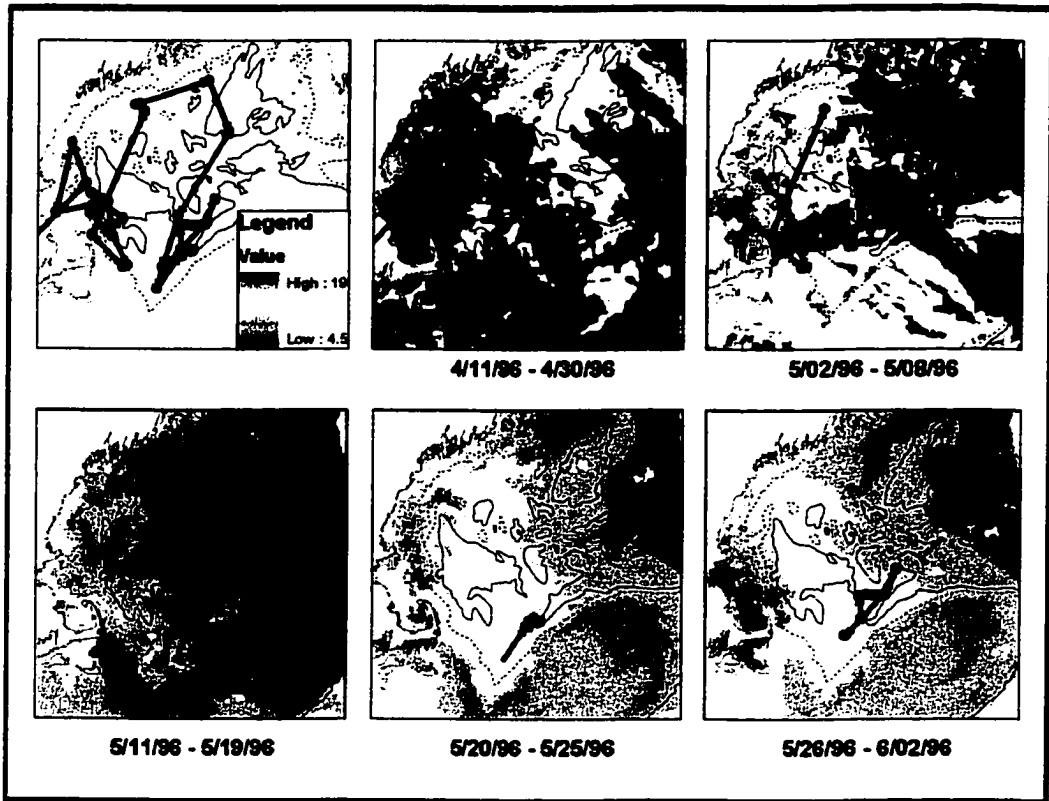 Legend
Value
High : 19
Low : 4.5
4/11/96 - 4/30/96
5/02/96 - 5/08/96
5/11/96 - 5/19/96
5/20/96 - 5/25/96
5/26/96 - 6/02/96